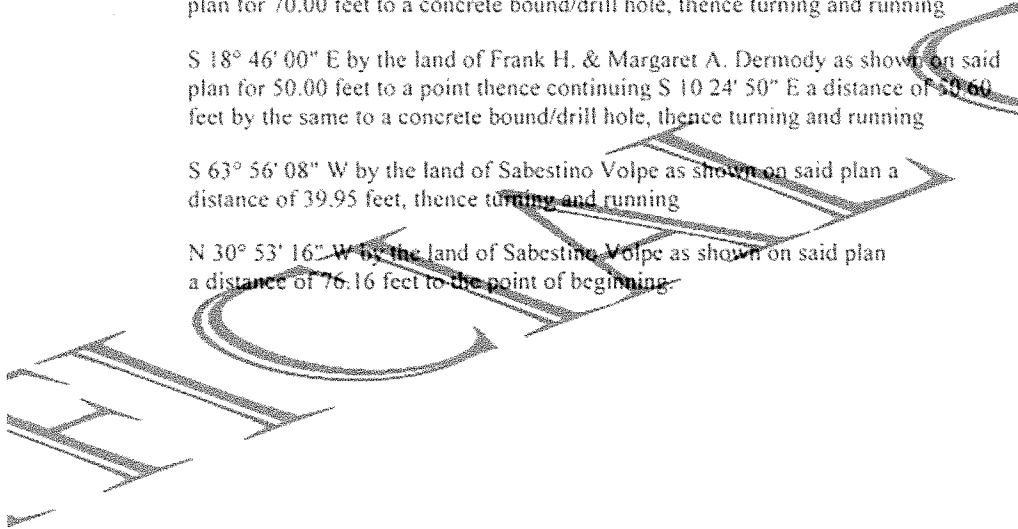 plan for 70.00 feet to a concrete bound/drill hole, thence turning and running
S 18° 46' 00" E by the land of Frank H. & Margaret A. Dermody as shown on said
plan for 50.00 feet to a point thence continuing S 10 24' 50" E a distance of
feet by the same to a concrete bound/drill hole, thence turning and running
S 63° 56' 08" W by the land of Sabestino Volpe as shown on said plan a
distance of 39.95 feet, thence turning and running
N 30° 53' 16" W by the land of Sabestino Volpe as shown on said plan
a distance of 76.16 feet to the point of beginning.